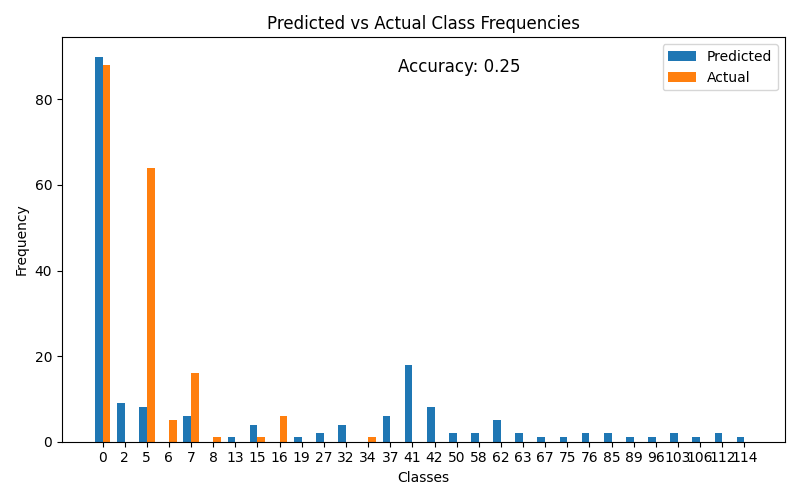 Predicted vs Actual Class Frequencies
Accuracy: 0.25
Predicted
Actual
Frequency
80
60
40
20
0
0 2 5 6 7 8 13 15 16 19 27 32 34 37 41 42 50 58 62 63 67 75 76 85 89 96 103 106 112 114
Classes